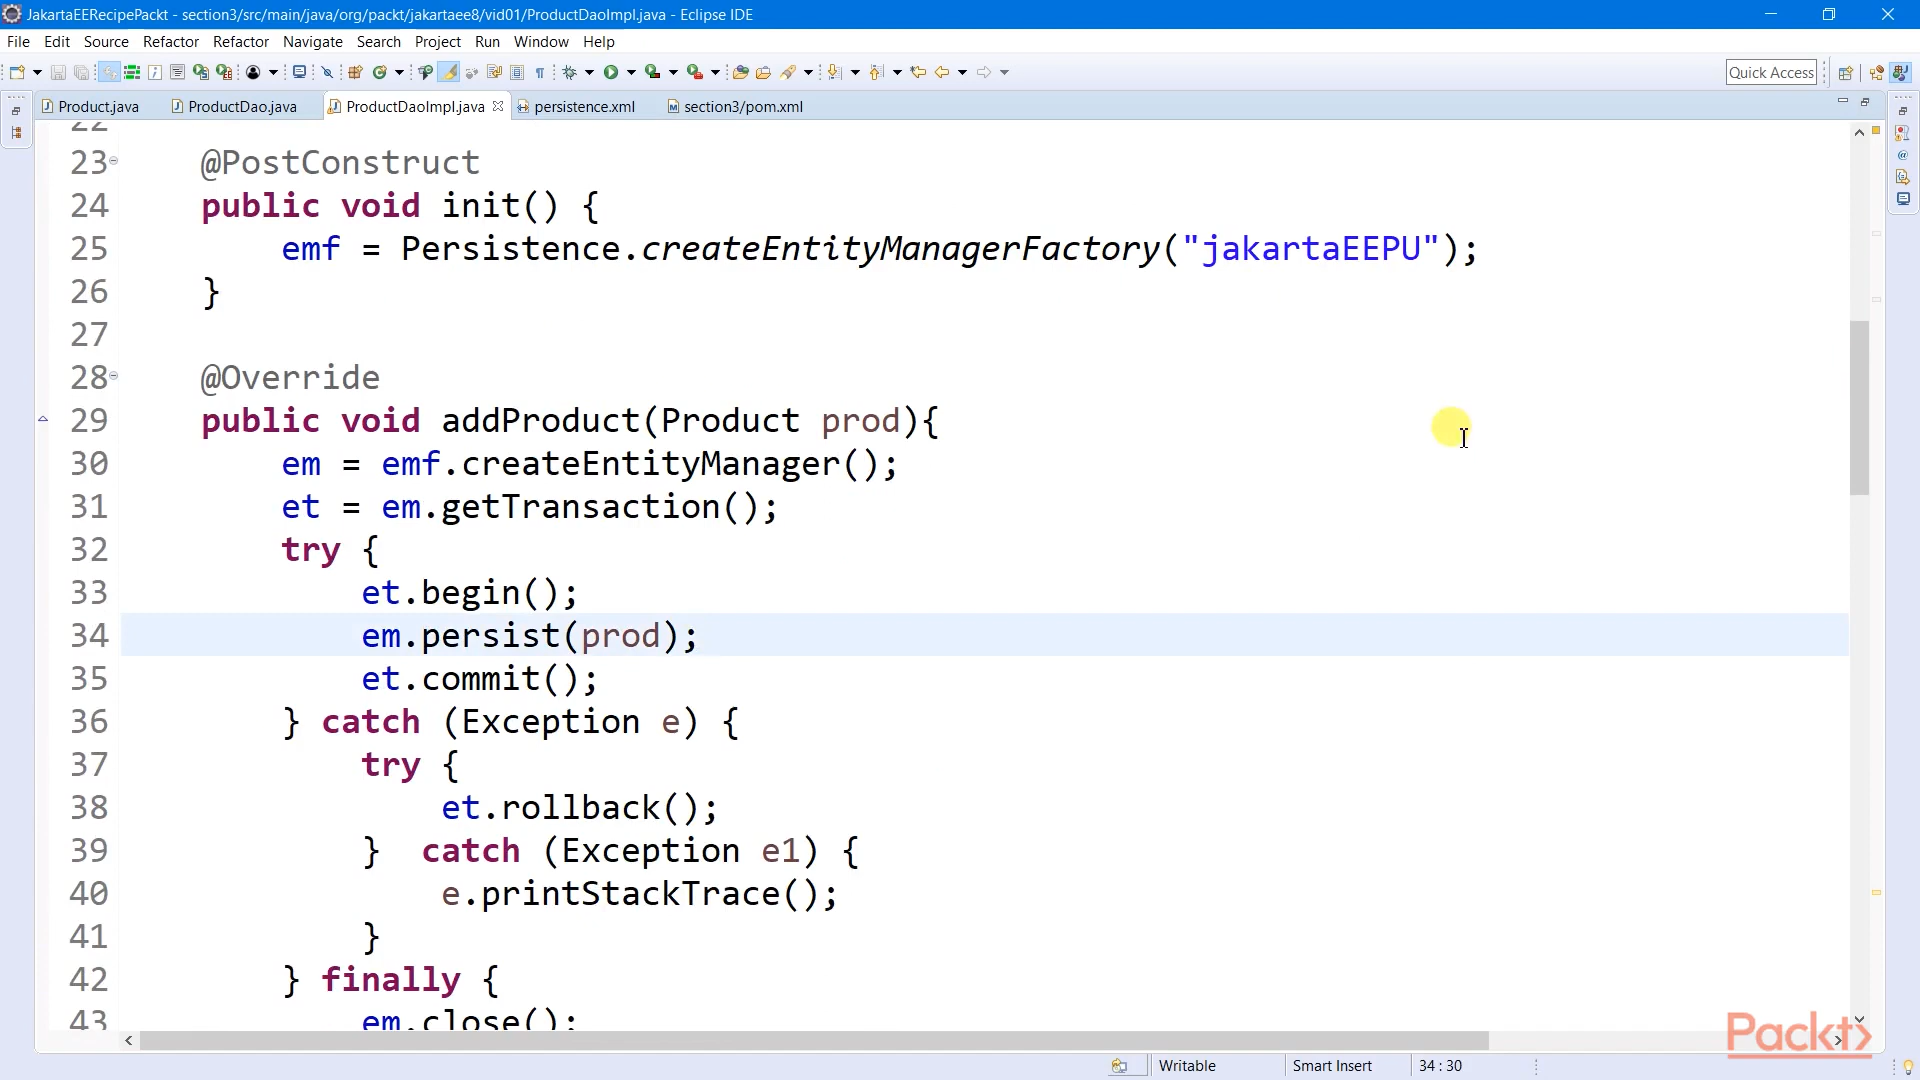 JakartaEERecipePackt - section3/src/main/java/org/packt/jakartaee8/vid01/ProductDaoImpl.java - Eclipse IDE
File Edit Source Refactor Refactor Navigate Search Project Run Window Help
Quick Access
Product.java ProductDao.java ProductDaoImpl.java persistence.xml section3/pom.xml
22
23 @PostConstruct
24 public void init() {
25 emf = Persistence.createEntityManagerFactory("jakartaEEPU");
26 }
27
28 @Override
29 public void addProduct(Product prod){
30 em = emf.createEntityManager();
31 et = em.getTransaction();
32 try {
33 et.begin();
34 em.persist(prod);
35 et.commit();
36 } catch (Exception e) {
37 try {
38 et.rollback();
39 } catch (Exception e1) {
40 e.printStackTrace();
41 }
42 } finally {
43 em.close();
Packt
Writable Smart Insert 34 : 30